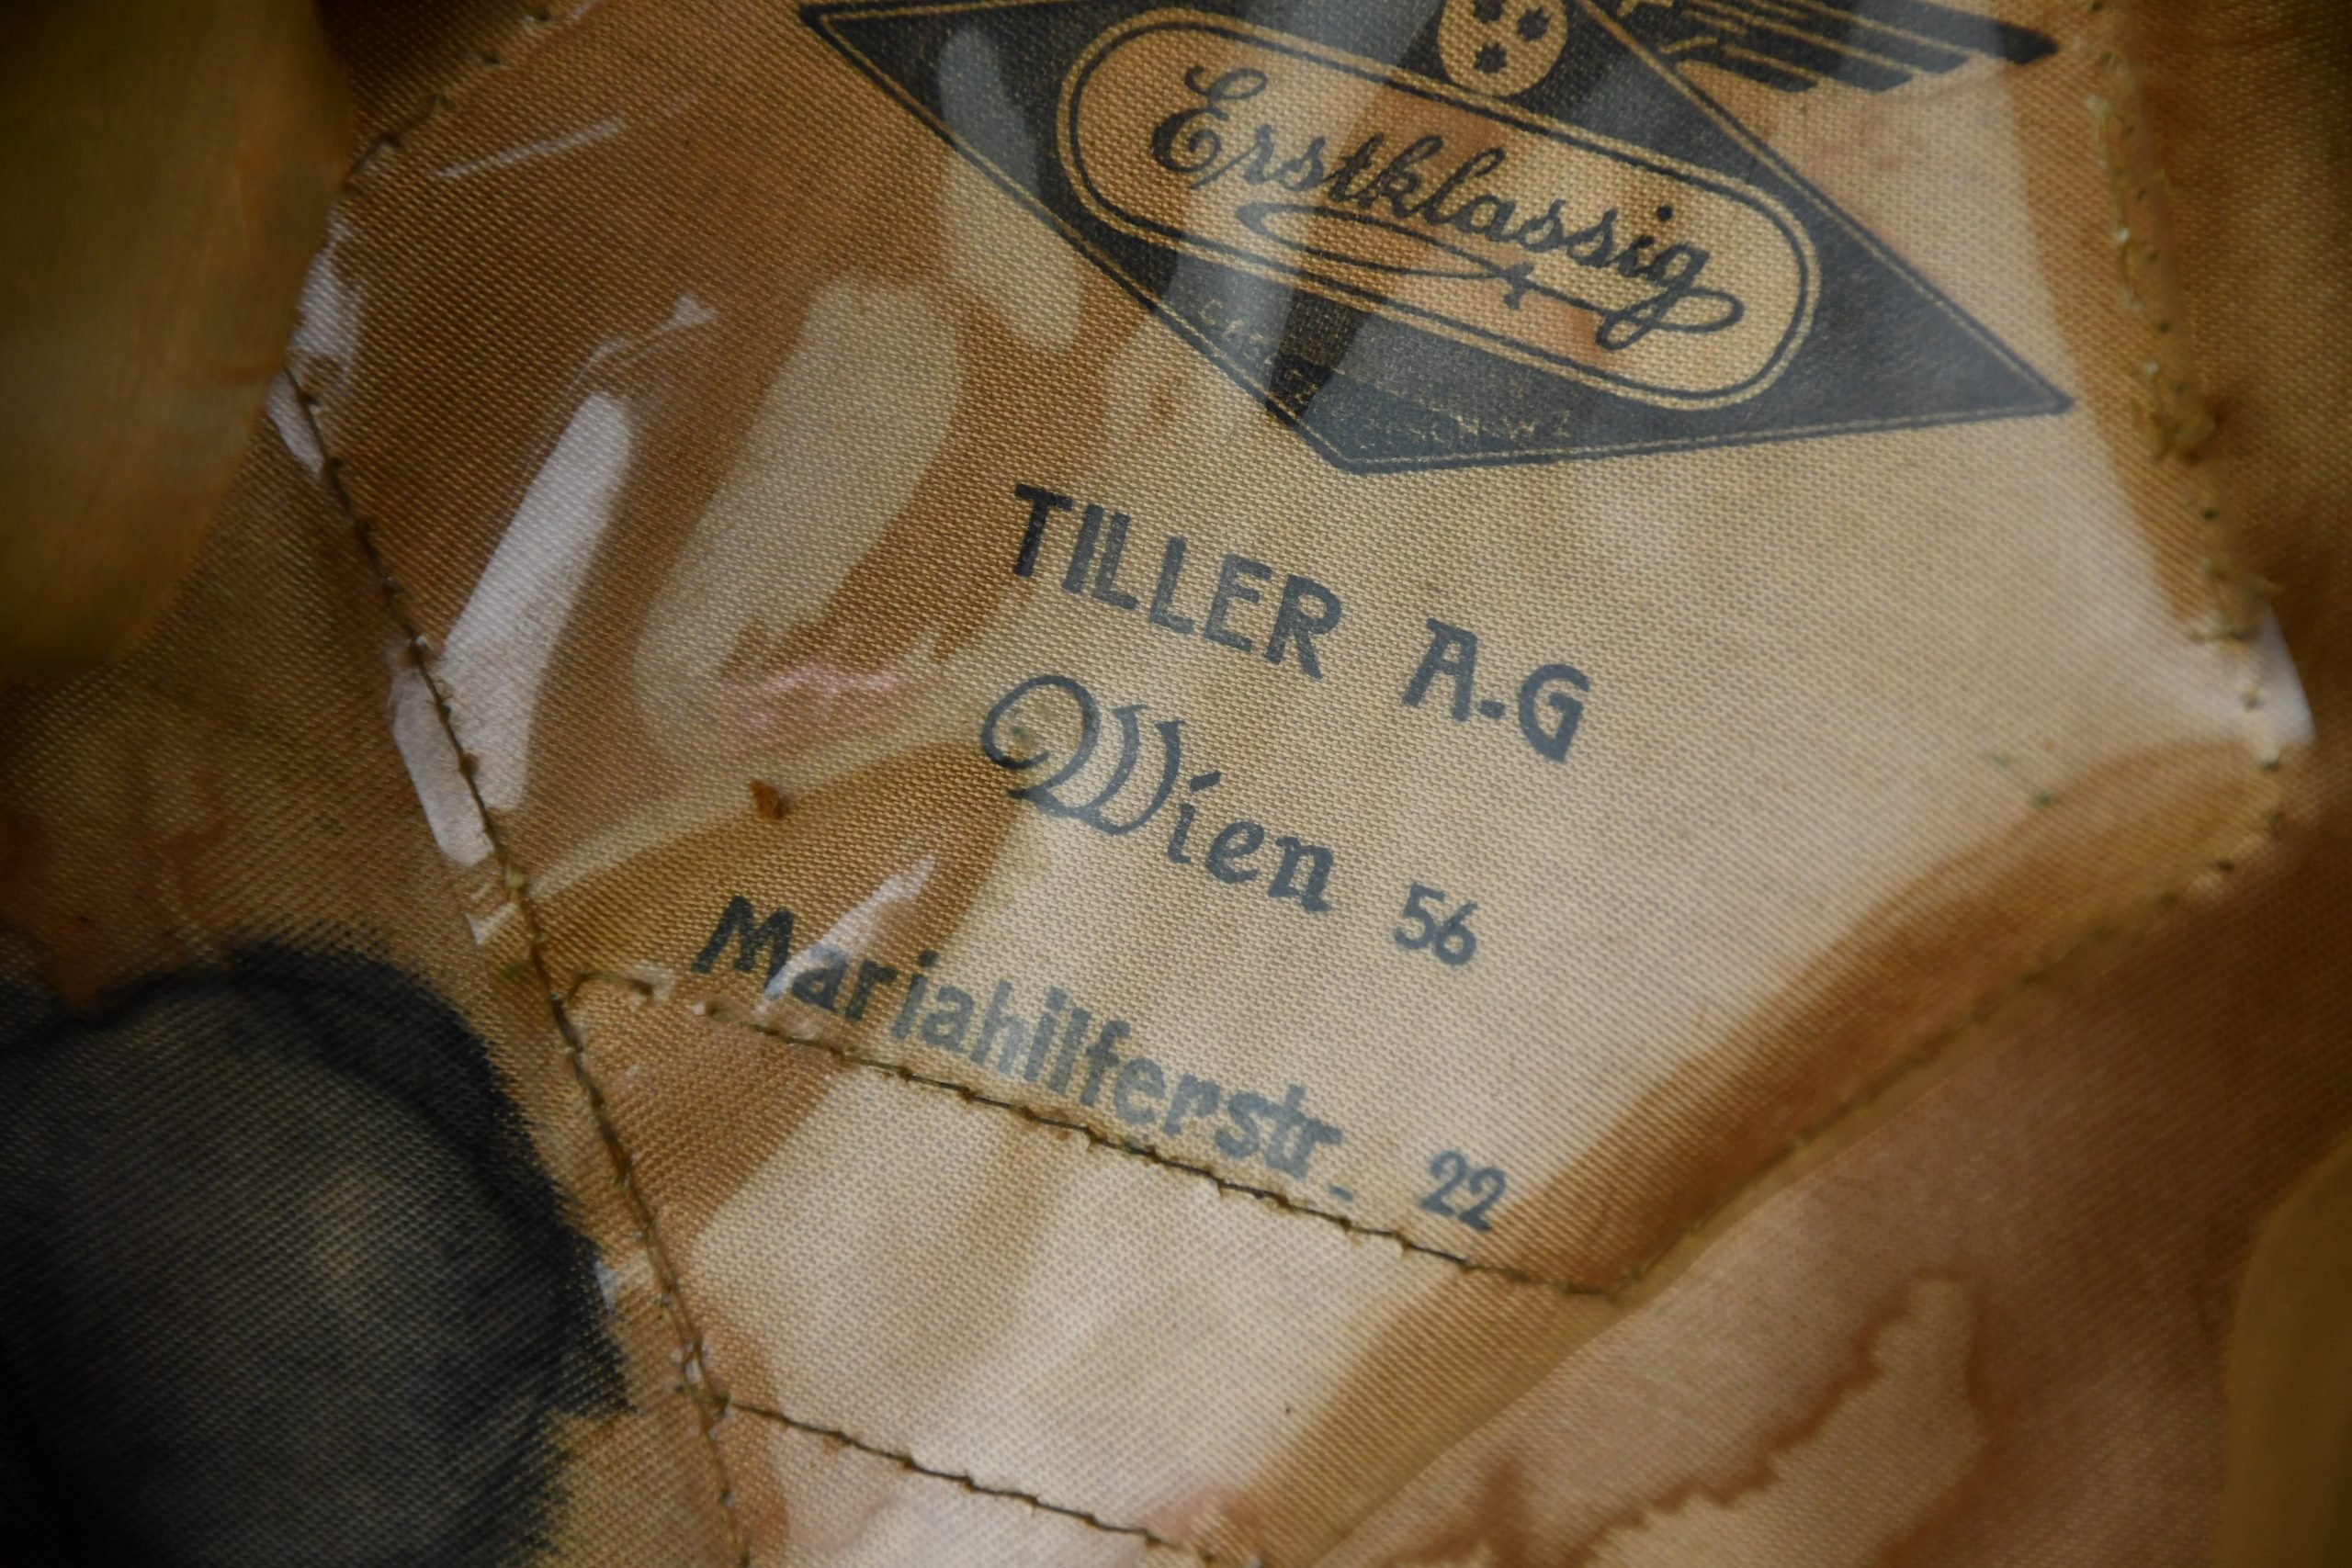 Erstklassig
TILLER A.G
Wien 56
Mariahilferstr. 22